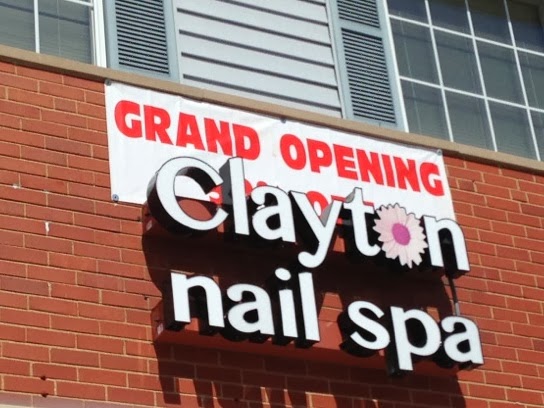 GRAND OPENING
Clayton
nail spa